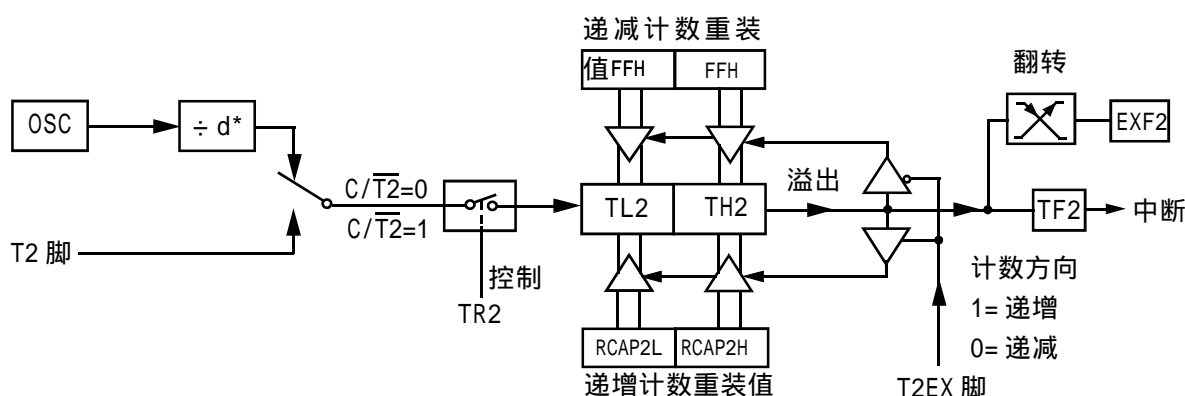 递减计数重装
值FFH
FFH
翻转
OSC
÷ d*
EXF2
C/T̅2̅=0
C/T̅2̅=1
TL2
TH2
溢出
TF2
中断
T2 脚
控制
TR2
计数方向
1= 递增
0= 递减
RCAP2L
RCAP2H
递增计数重装值
T2EX 脚